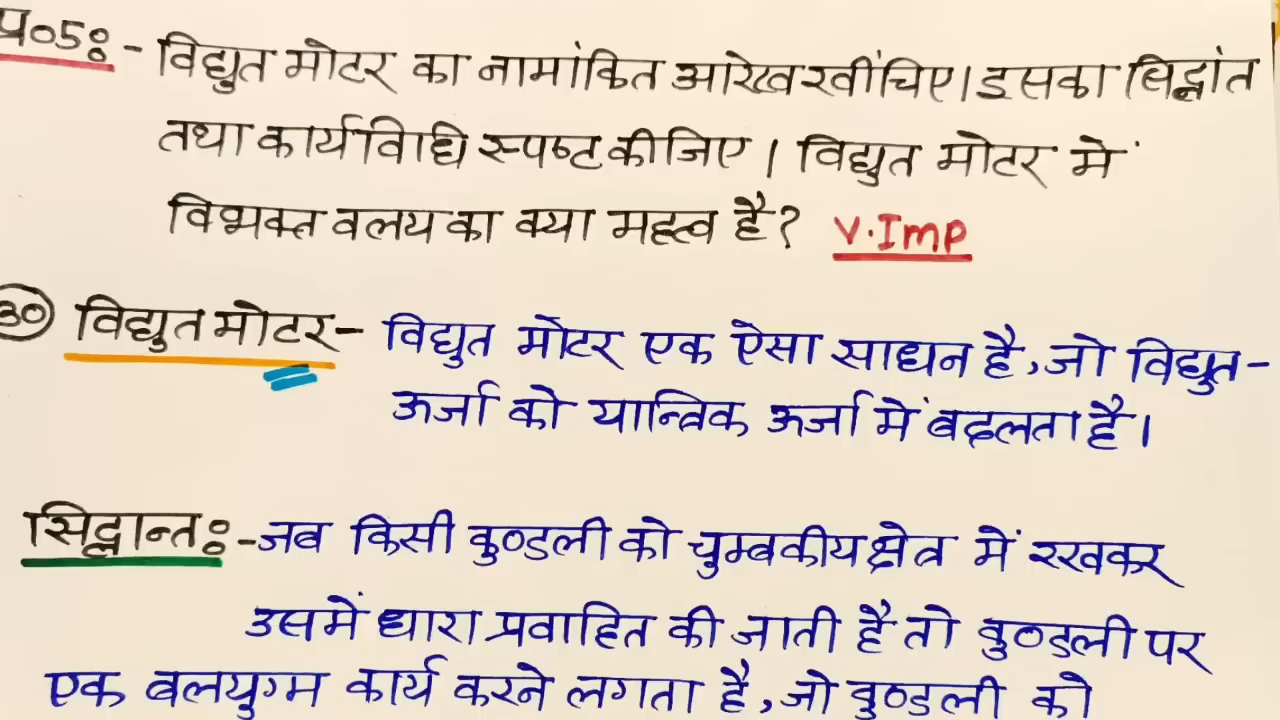 प्र०5ः- विद्युत मोटर का नामांकित आरेख खींचिए। इसका सिद्धांत
तथा कार्यविधि स्पष्ट कीजिए। विद्युत मोटर में
विभक्त वलय का क्या महत्व है? V.Imp
उ० विद्युत मोटर- विद्युत मोटर एक ऐसा साधन है, जो विद्युत-
ऊर्जा को यान्त्रिक ऊर्जा में बदलता है।
सिद्धान्तः- जब किसी कुण्डली को चुम्बकीय क्षेत्र में रखकर
उसमें धारा प्रवाहित की जाती है तो कुण्डली पर
एक बलयुग्म कार्य करने लगता है, जो कुण्डली को